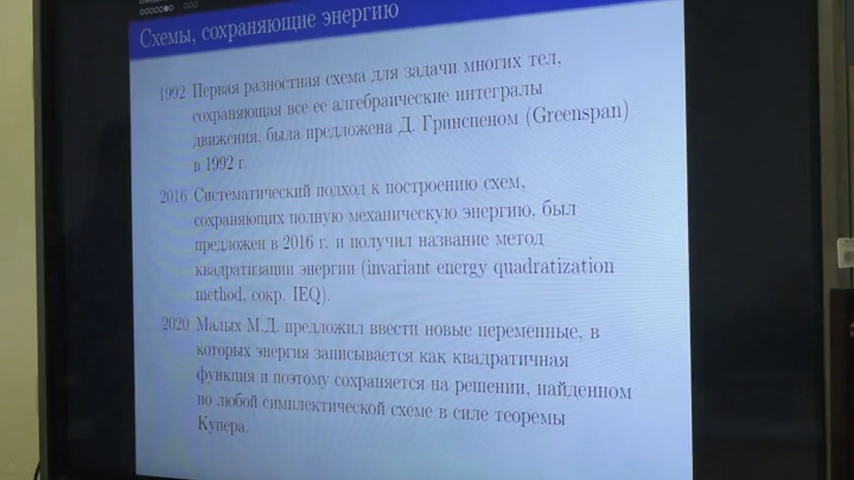 Схемы, сохраняющие энергию
1992 Первая разностная схема для задачи многих тел,
сохраняющая все ее алгебраические интегралы
движения, была предложена Д. Гринспеном (Greenspan)
в 1992 г.
2016 Систематический подход к построению схем,
сохраняющих полную механическую энергию, был
предложен в 2016 г. и получил название метод
квадратизации энергии (invariant energy quadratization
method, сокр. IEQ).
2020 Малых М.Д. предложил ввести новые переменные, в
которых энергия записывается как квадратичная
функция и поэтому сохраняется на решении, найденном
по любой симплектической схеме в силе теоремы
Купера.